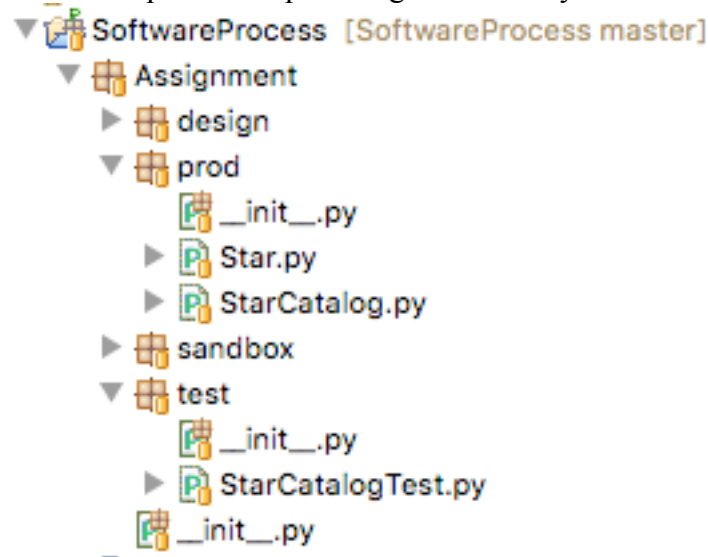 SoftwareProcess [SoftwareProcess master]
Assignment
design
prod
__init__.py
Star.py
StarCatalog.py
sandbox
test
__init__.py
StarCatalogTest.py
__init__.py